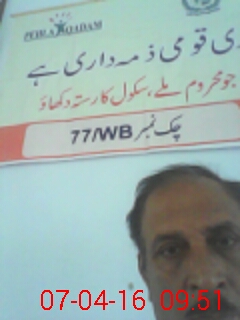 PEHLA QADAM
ی قومی ذمہ داری ہے
جو محروم ملے، سکول کا رستہ دکھاؤ
چک نمبر 77/WB
07-04-16 09:51